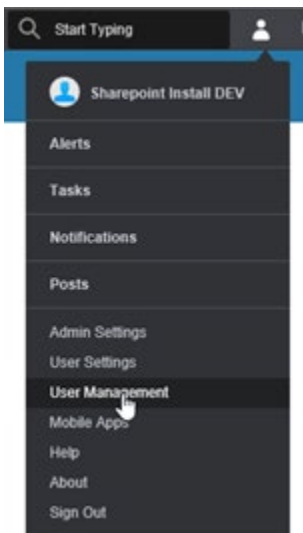 Start Typing
Sharepoint Install DEV
Alerts
Tasks
Notifications
Posts
Admin Settings
User Settings
User Management
Mobile Apps
Help
About
Sign Out